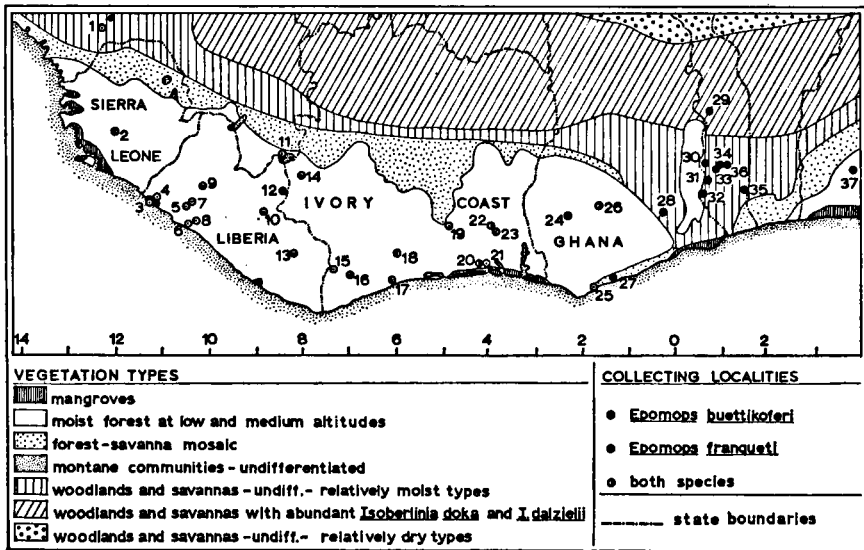 1
SIERRA
LEONE
2
3
4
5
7
6
8
9
LIBERIA
10
11
12
13
14
IVORY
COAST
15
16
17
18
19
20
21
22
23
GHANA
24
25
26
27
28
29
30
31
32
33
34
36
35
37
14 12 10 8 6 4 2 0 2
VEGETATION TYPES
mangroves
moist forest at low and medium altitudes
forest-savanna mosaic
montane communities - undifferentiated
woodlands and savannas - undiff. - relatively moist types
woodlands and savannas with abundant Isoberlinia doka and I. dalzielii
woodlands and savannas - undiff. - relatively dry types
COLLECTING LOCALITIES
Epomops buettikoferi
Epomops franqueti
both species
state boundaries